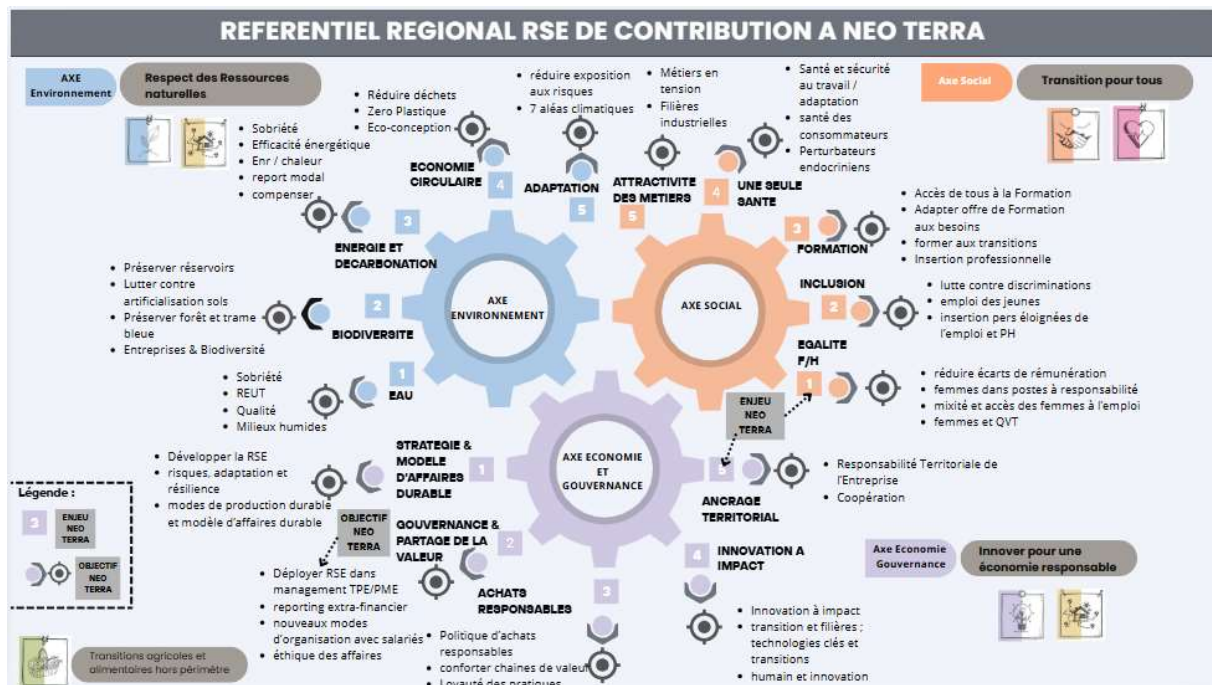 REFERENTIEL REGIONAL RSE DE CONTRIBUTION A NEO TERRA
AXE
Environnement
Respect des Ressources
naturelles
• Sobriété
• Efficacité énergétique
• Enr / chaleur
• report modal
• compenser
• Réduire déchets
• Zero Plastique
• Eco-conception
• réduire exposition
aux risques
• 7 aléas climatiques
• Métiers en
tension
• Filières
industrielles
• Santé et sécurité
au travail /
adaptation
• santé des
consommateurs
• Perturbateurs
endocriniens
Axe Social
Transition pour tous
ECONOMIE
CIRCULAIRE
4
ADAPTATION
5
ATTRACTIVITE
DES METIERS
5
4
UNE SEULE
SANTE
3
ENERGIE ET
DECARBONATION
3
FORMATION
• Accès de tous à la Formation
• Adapter offre de Formation
aux besoins
• former aux transitions
• Insertion professionnelle
• Préserver réservoirs
• Lutter contre
artificialisation sols
• Préserver forêt et trame
bleue
• Entreprises & Biodiversité
2
BIODIVERSITE
AXE
ENVIRONNEMENT
AXE SOCIAL
INCLUSION
2
• lutte contre discriminations
• emploi des jeunes
• insertion pers éloignées de
l'emploi et PH
1
EAU
• Sobriété
• REUT
• Qualité
• Milieux humides
EGALITE
F/H
1
• réduire écarts de rémunération
• femmes dans postes à responsabilité
• mixité et accès des femmes à l'emploi
• femmes et QVT
ENJEU
NEO
TERRA
STRATEGIE &
MODELE
D'AFFAIRES
DURABLE
1
• Développer la RSE
• risques, adaptation et
résilience
• modes de production durable
et modèle d'affaires durable
AXE ECONOMIE
ET
GOUVERNANCE
5
ANCRAGE
TERRITORIAL
• Responsabilité Territoriale de
l'Entreprise
• Coopération
Légende :
3
ENJEU
NEO
TERRA
OBJECTIF
NEO
TERRA
OBJECTIF
NEO
TERRA
GOUVERNANCE &
PARTAGE DE LA
VALEUR
2
• Déployer RSE dans
management TPE/PME
• reporting extra-financier
• nouveaux modes
d'organisation avec salariés
• éthique des affaires
ACHATS
RESPONSABLES
3
• Politique d'achats
responsables
• conforter chaines de valeur
• Loyauté des pratiques
4
INNOVATION A
IMPACT
• Innovation à impact
• transition et filières ;
technologies clés et
transitions
• humain et innovation
Axe Economie
Gouvernance
Innover pour une
économie responsable
Transitions agricoles et
alimentaires hors périmètre